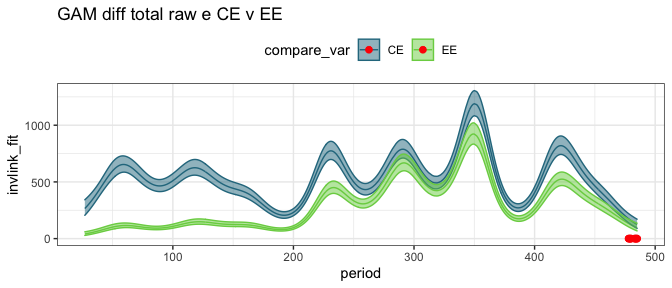 GAM diff total raw e CE v EE
compare_var CE EE
invlink_fit
1000
500
0
100 200 300 400 500
period